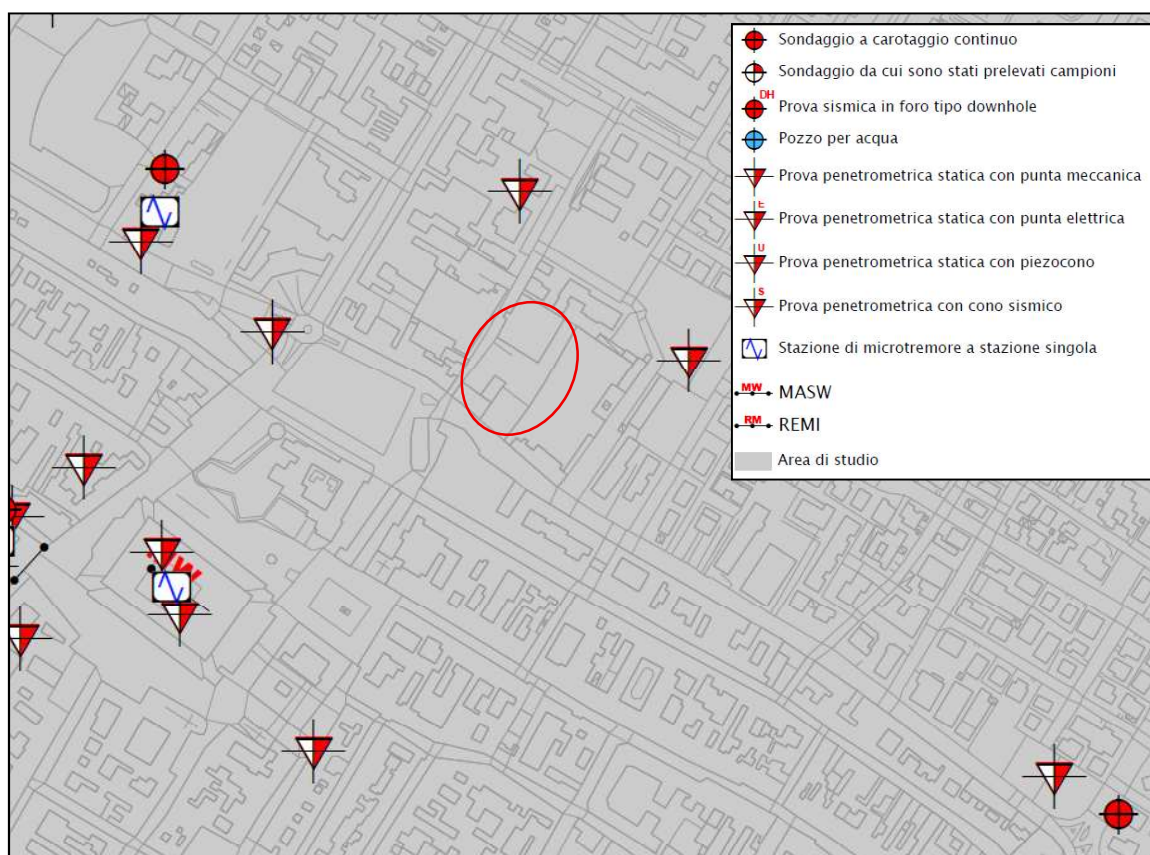 Sondaggio a carotaggio continuo
Sondaggio da cui sono stati prelevati campioni
DH
Prova sismica in foro tipo downhole
Pozzo per acqua
Prova penetrometrica statica con punta meccanica
E
Prova penetrometrica statica con punta elettrica
U
Prova penetrometrica statica con piezocono
S
Prova penetrometrica con cono sismico
Stazione di microtremore a stazione singola
MW
MASW
RM
REMI
Area di studio